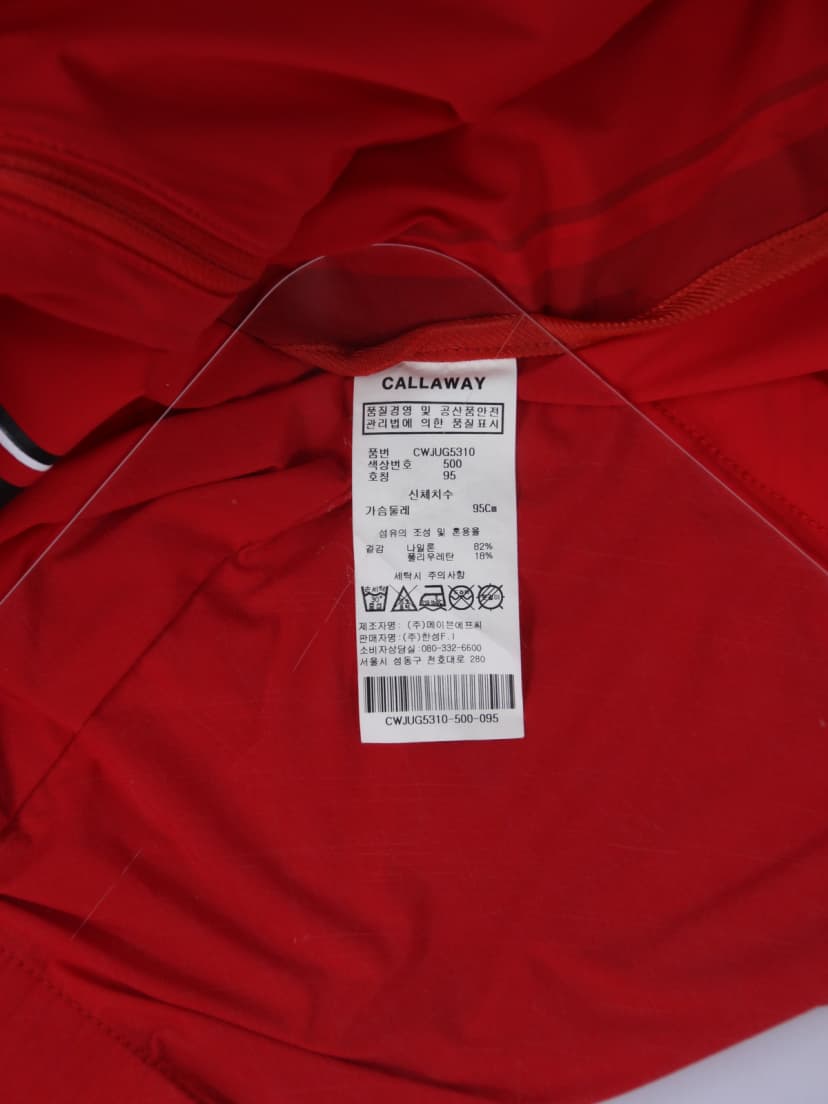 CALLAWAY
품질경영 및 공산품안전
관리법에 의한 품질표시
품번 CWJUG5310
색상번호 500
호칭 95
신체치수
가슴둘레 95Cm
섬유의 조성 및 혼용율
겉감 나일론 82%
폴리우레탄 18%
세탁시 주의사항
제조자명: (주)메이븐에프씨
판매자명: (주)한성F.I
소비자상담실: 080-332-6600
서울시 성동구 천호대로 280
CWJUG5310-500-095